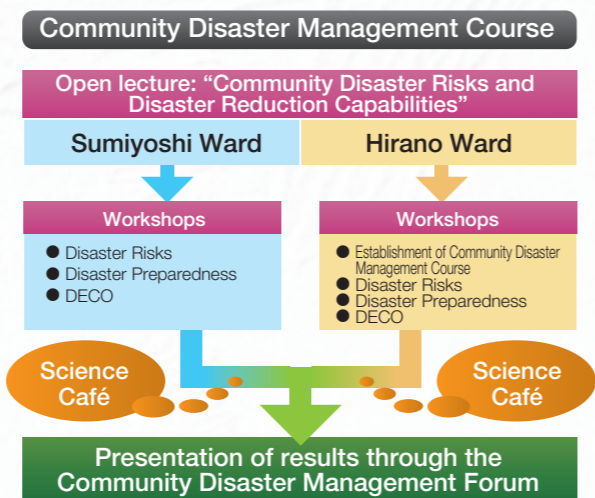 Community Disaster Management Course
Open lecture: “Community Disaster Risks and
Disaster Reduction Capabilities”
Sumiyoshi Ward
Hirano Ward
Workshops
● Disaster Risks
● Disaster Preparedness
● DECO
Workshops
● Establishment of Community Disaster
Management Course
● Disaster Risks
● Disaster Preparedness
● DECO
Science
Café
Science
Café
Presentation of results through the
Community Disaster Management Forum